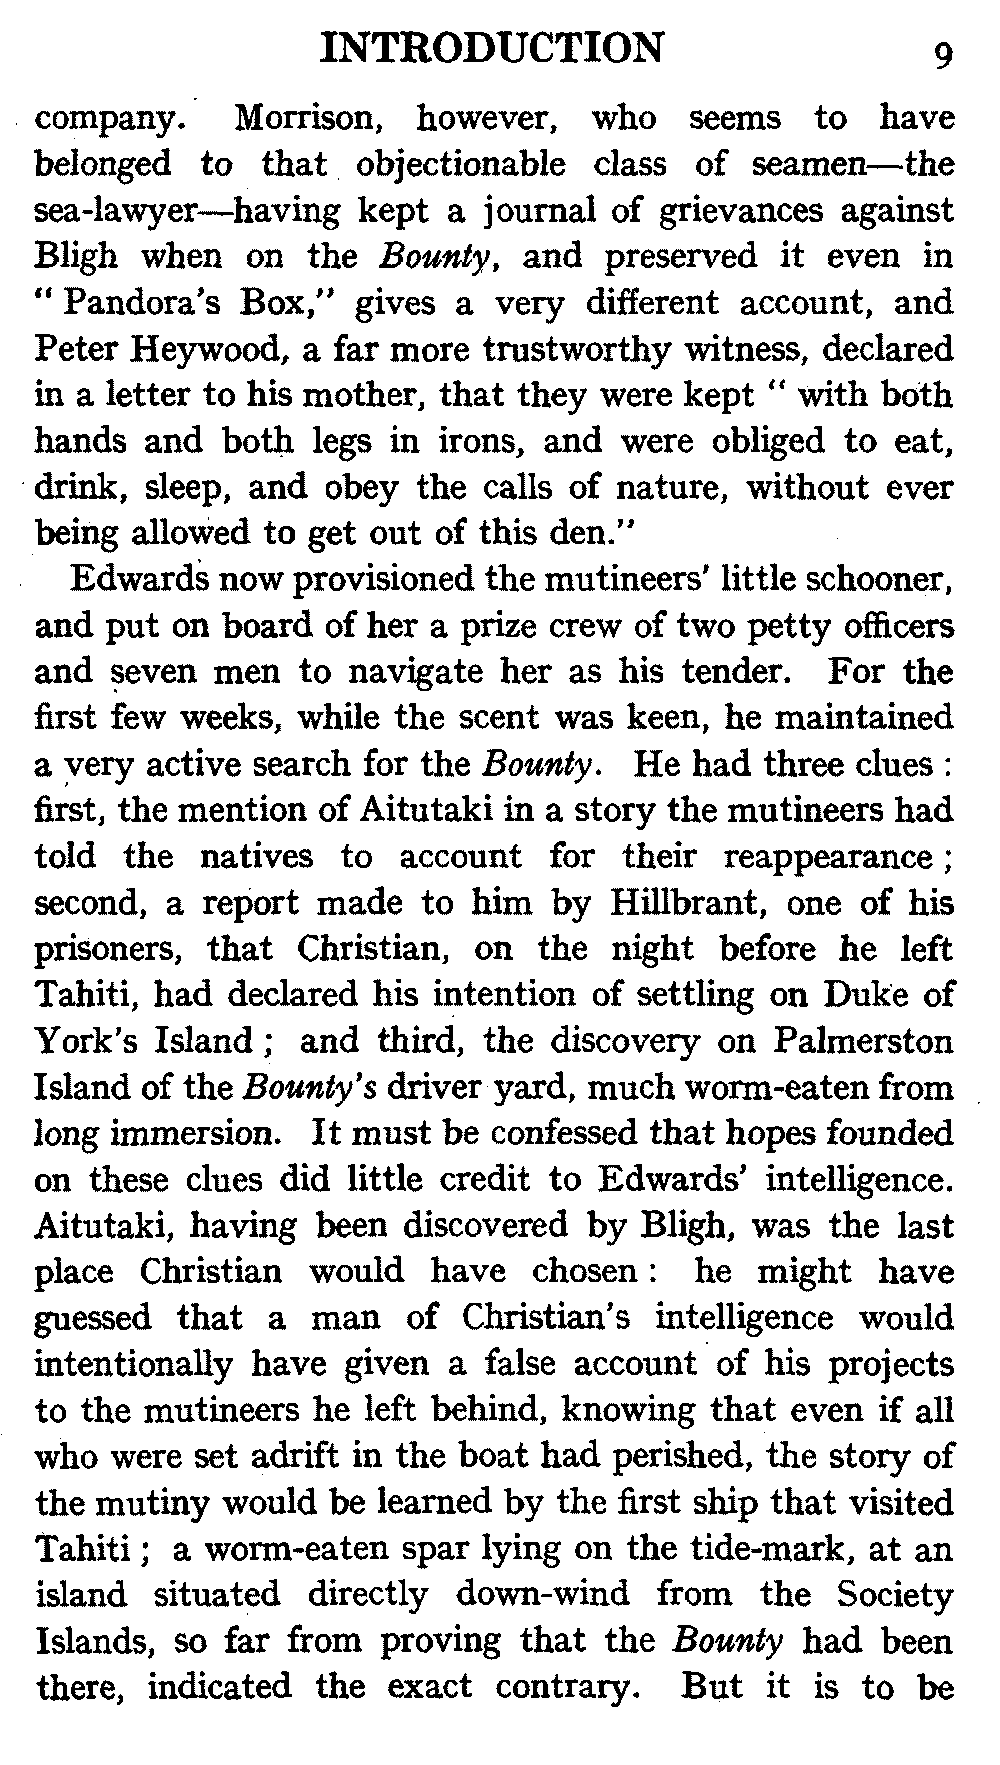 INTRODUCTION 9
company. Morrison, however, who seems to have
belonged to that objectionable class of seamen—the
sea-lawyer—having kept a journal of grievances against
Bligh when on the Bounty, and preserved it even in
" Pandora's Box," gives a very different account, and
Peter Heywood, a far more trustworthy witness, declared
in a letter to his mother, that they were kept " with both
hands and both legs in irons, and were obliged to eat,
drink, sleep, and obey the calls of nature, without ever
being allowed to get out of this den."
Edwards now provisioned the mutineers' little schooner,
and put on board of her a prize crew of two petty officers
and seven men to navigate her as his tender. For the
first few weeks, while the scent was keen, he maintained
a very active search for the Bounty. He had three clues :
first, the mention of Aitutaki in a story the mutineers had
told the natives to account for their reappearance ;
second, a report made to him by Hillbrant, one of his
prisoners, that Christian, on the night before he left
Tahiti, had declared his intention of settling on Duke of
York's Island ; and third, the discovery on Palmerston
Island of the Bounty's driver yard, much worm-eaten from
long immersion. It must be confessed that hopes founded
on these clues did little credit to Edwards' intelligence.
Aitutaki, having been discovered by Bligh, was the last
place Christian would have chosen : he might have
guessed that a man of Christian's intelligence would
intentionally have given a false account of his projects
to the mutineers he left behind, knowing that even if all
who were set adrift in the boat had perished, the story of
the mutiny would be learned by the first ship that visited
Tahiti ; a worm-eaten spar lying on the tide-mark, at an
island situated directly down-wind from the Society
Islands, so far from proving that the Bounty had been
there, indicated the exact contrary. But it is to be